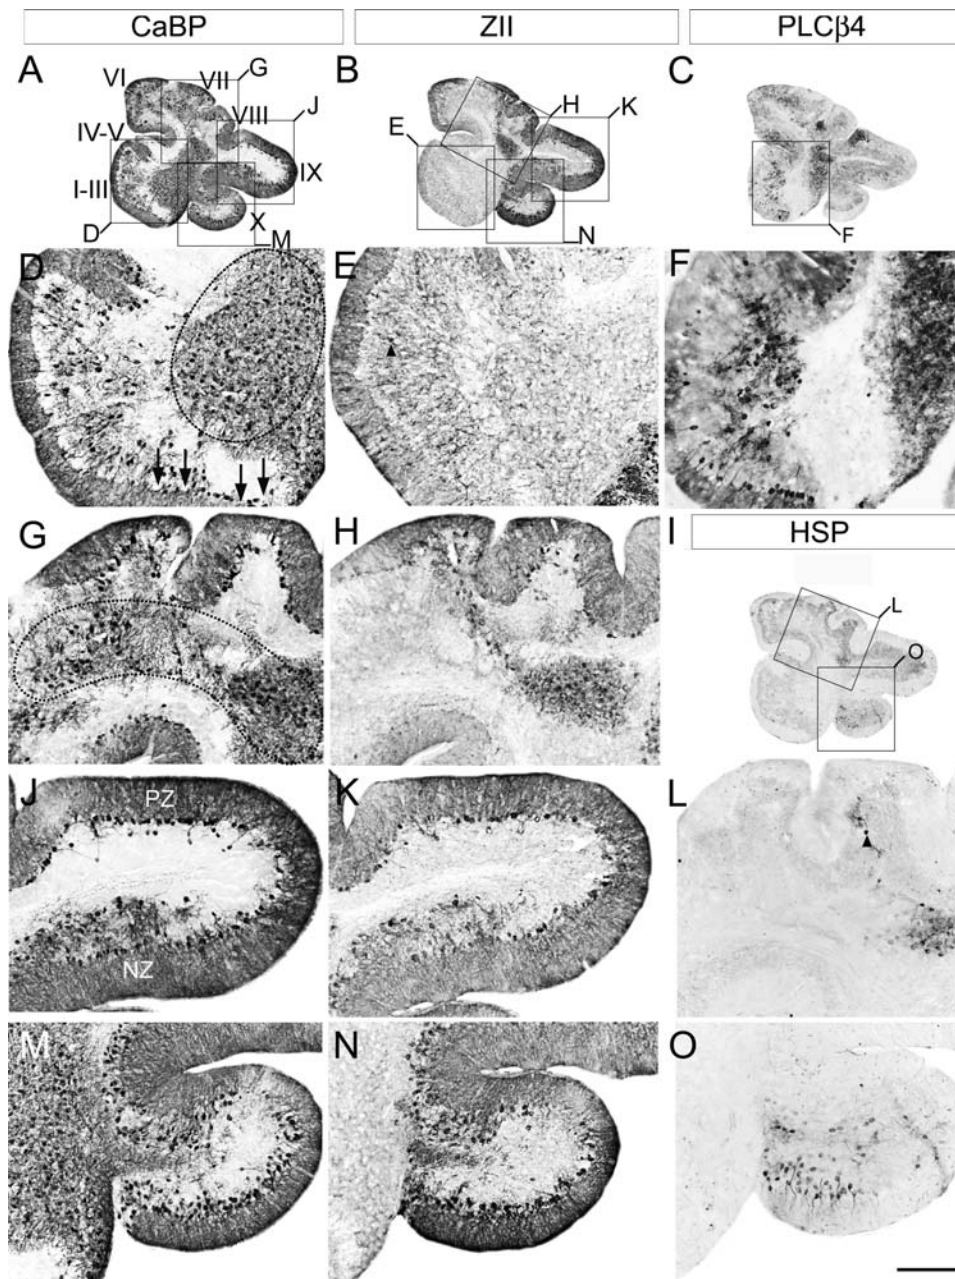 CaBP ZII PLCβ4
A VI VII G B C
VIII J H K
IV-V E
I-III IX
X F
D M N
D E F
G H I HSP
L
O
J PZ K L
NZ
M N O